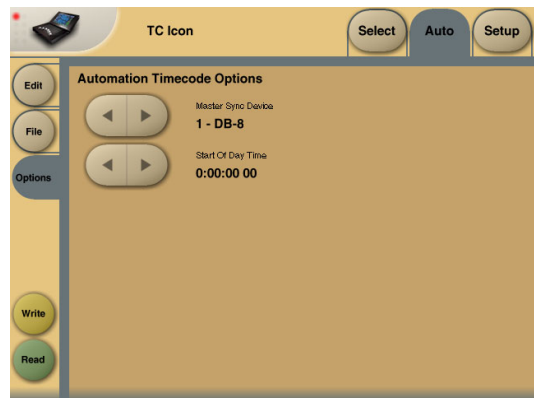 TC Icon
Select
Auto
Setup
Edit
File
Options
Write
Read
Automation Timecode Options
Master Sync Device
1 - DB-8
Start Of Day Time
0:00:00 00